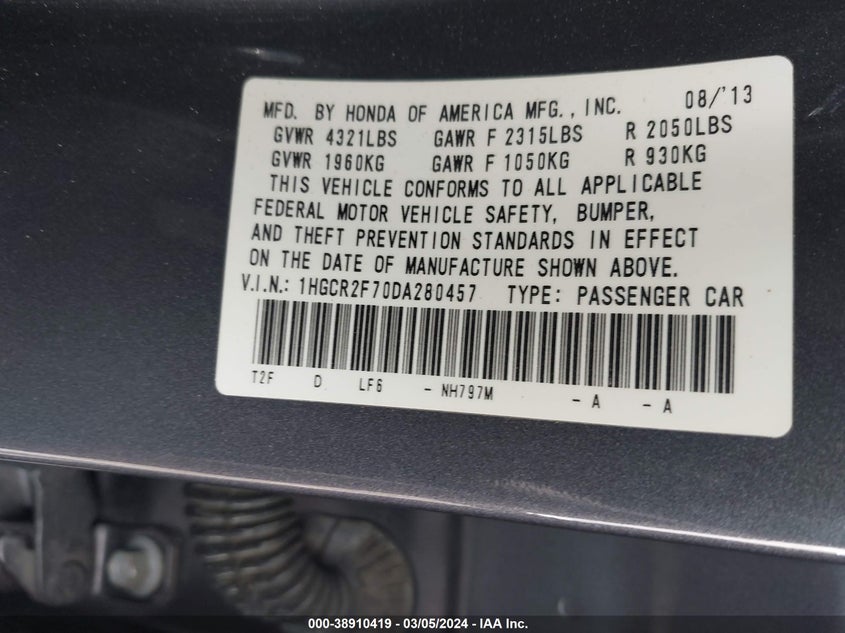 MFD. BY HONDA OF AMERICA MFG., INC. 08/'13
GVWR 4321LBS GAWR F 2315LBS R 2050LBS
GVWR 1960KG GAWR F 1050KG R 930KG
THIS VEHICLE CONFORMS TO ALL APPLICABLE
FEDERAL MOTOR VEHICLE SAFETY, BUMPER,
AND THEFT PREVENTION STANDARDS IN EFFECT
ON THE DATE OF MANUFACTURE SHOWN ABOVE.
V.I.N.: 1HGCR2F70DA280457 TYPE: PASSENGER CAR
T2F D LF6 - NH797M - A - A
000-38910419 - 03/05/2024 - IAA Inc.